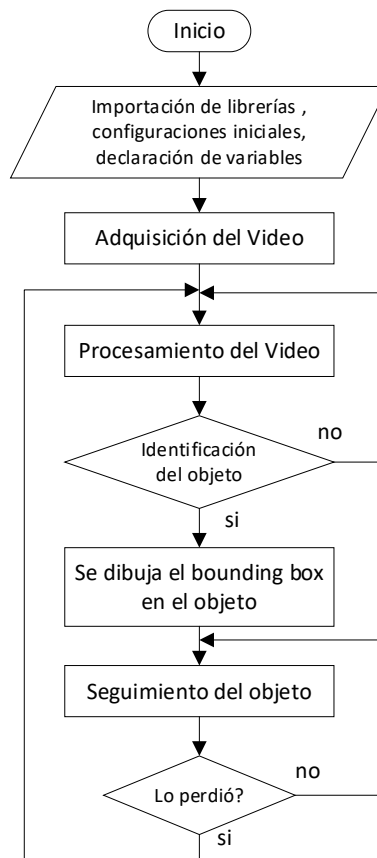 Inicio
Importación de librerías ,
configuraciones iniciales,
declaración de variables
Adquisición del Video
Procesamiento del Video
Identificación
del objeto
no
si
Se dibuja el bounding box
en el objeto
Seguimiento del objeto
Lo perdió?
no
si